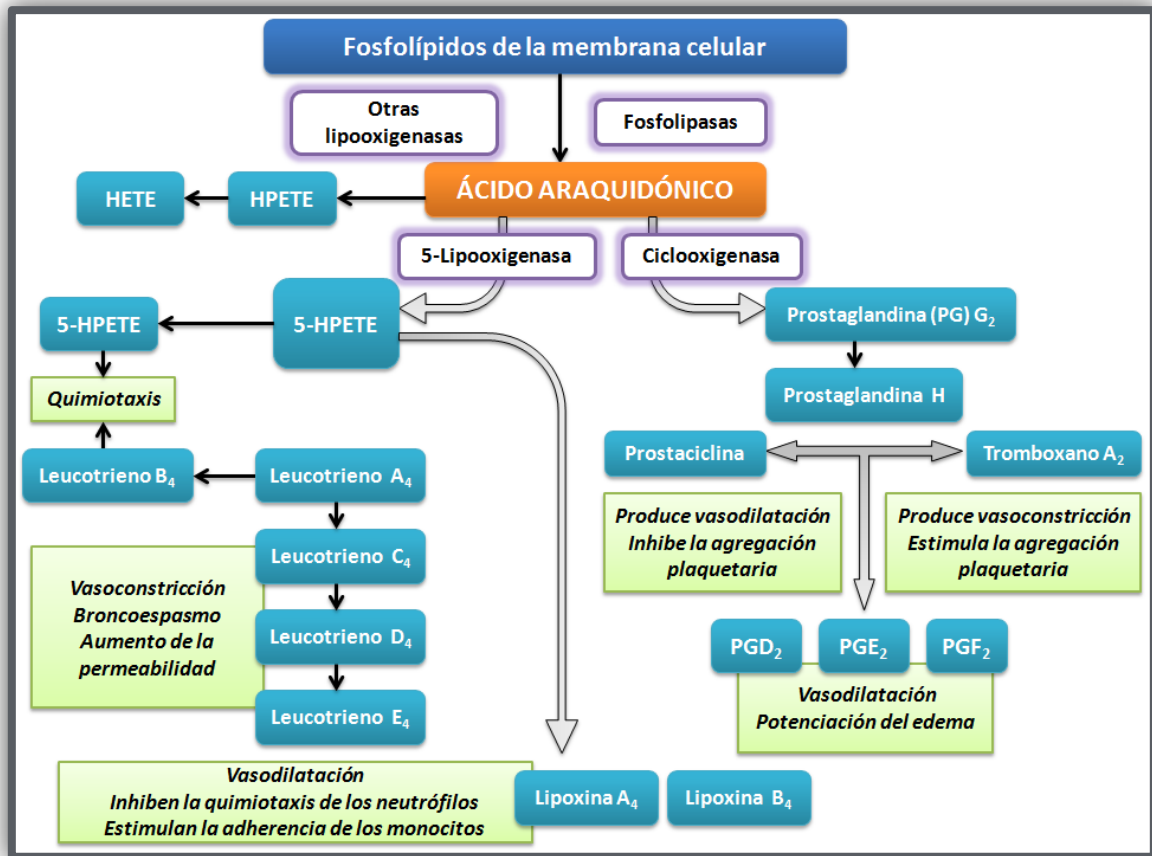 Fosfolípidos de la membrana celular
Otras
lipooxigenasas
Fosfolipasas
HETE
HPETE
ÁCIDO ARAQUIDÓNICO
5-Lipooxigenasa
Ciclooxigenasa
5-HPETE
5-HPETE
Prostaglandina (PG) G₂
Quimiotaxis
Prostaglandina H
Leucotrieno B₄
Leucotrieno A₄
Prostaciclina
Tromboxano A₂
Produce vasodilatación
Inhibe la agregación
plaquetaria
Produce vasoconstricción
Estimula la agregación
plaquetaria
Leucotrieno C₄
Vasoconstricción
Broncoespasmo
Aumento de la
permeabilidad
Leucotrieno D₄
Leucotrieno E₄
PGD₂
PGE₂
PGF₂
Vasodilatación
Potenciación del edema
Vasodilatación
Inhiben la quimiotaxis de los neutrófilos
Estimulan la adherencia de los monocitos
Lipoxina A₄
Lipoxina B₄